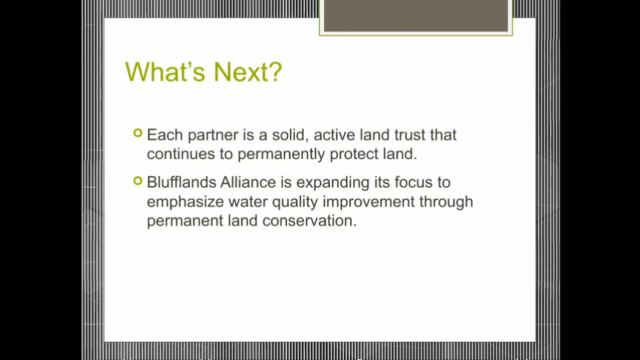 What's Next?
Each partner is a solid, active land trust that
continues to permanently protect land.
Blufflands Alliance is expanding its focus to
emphasize water quality improvement through
permanent land conservation.